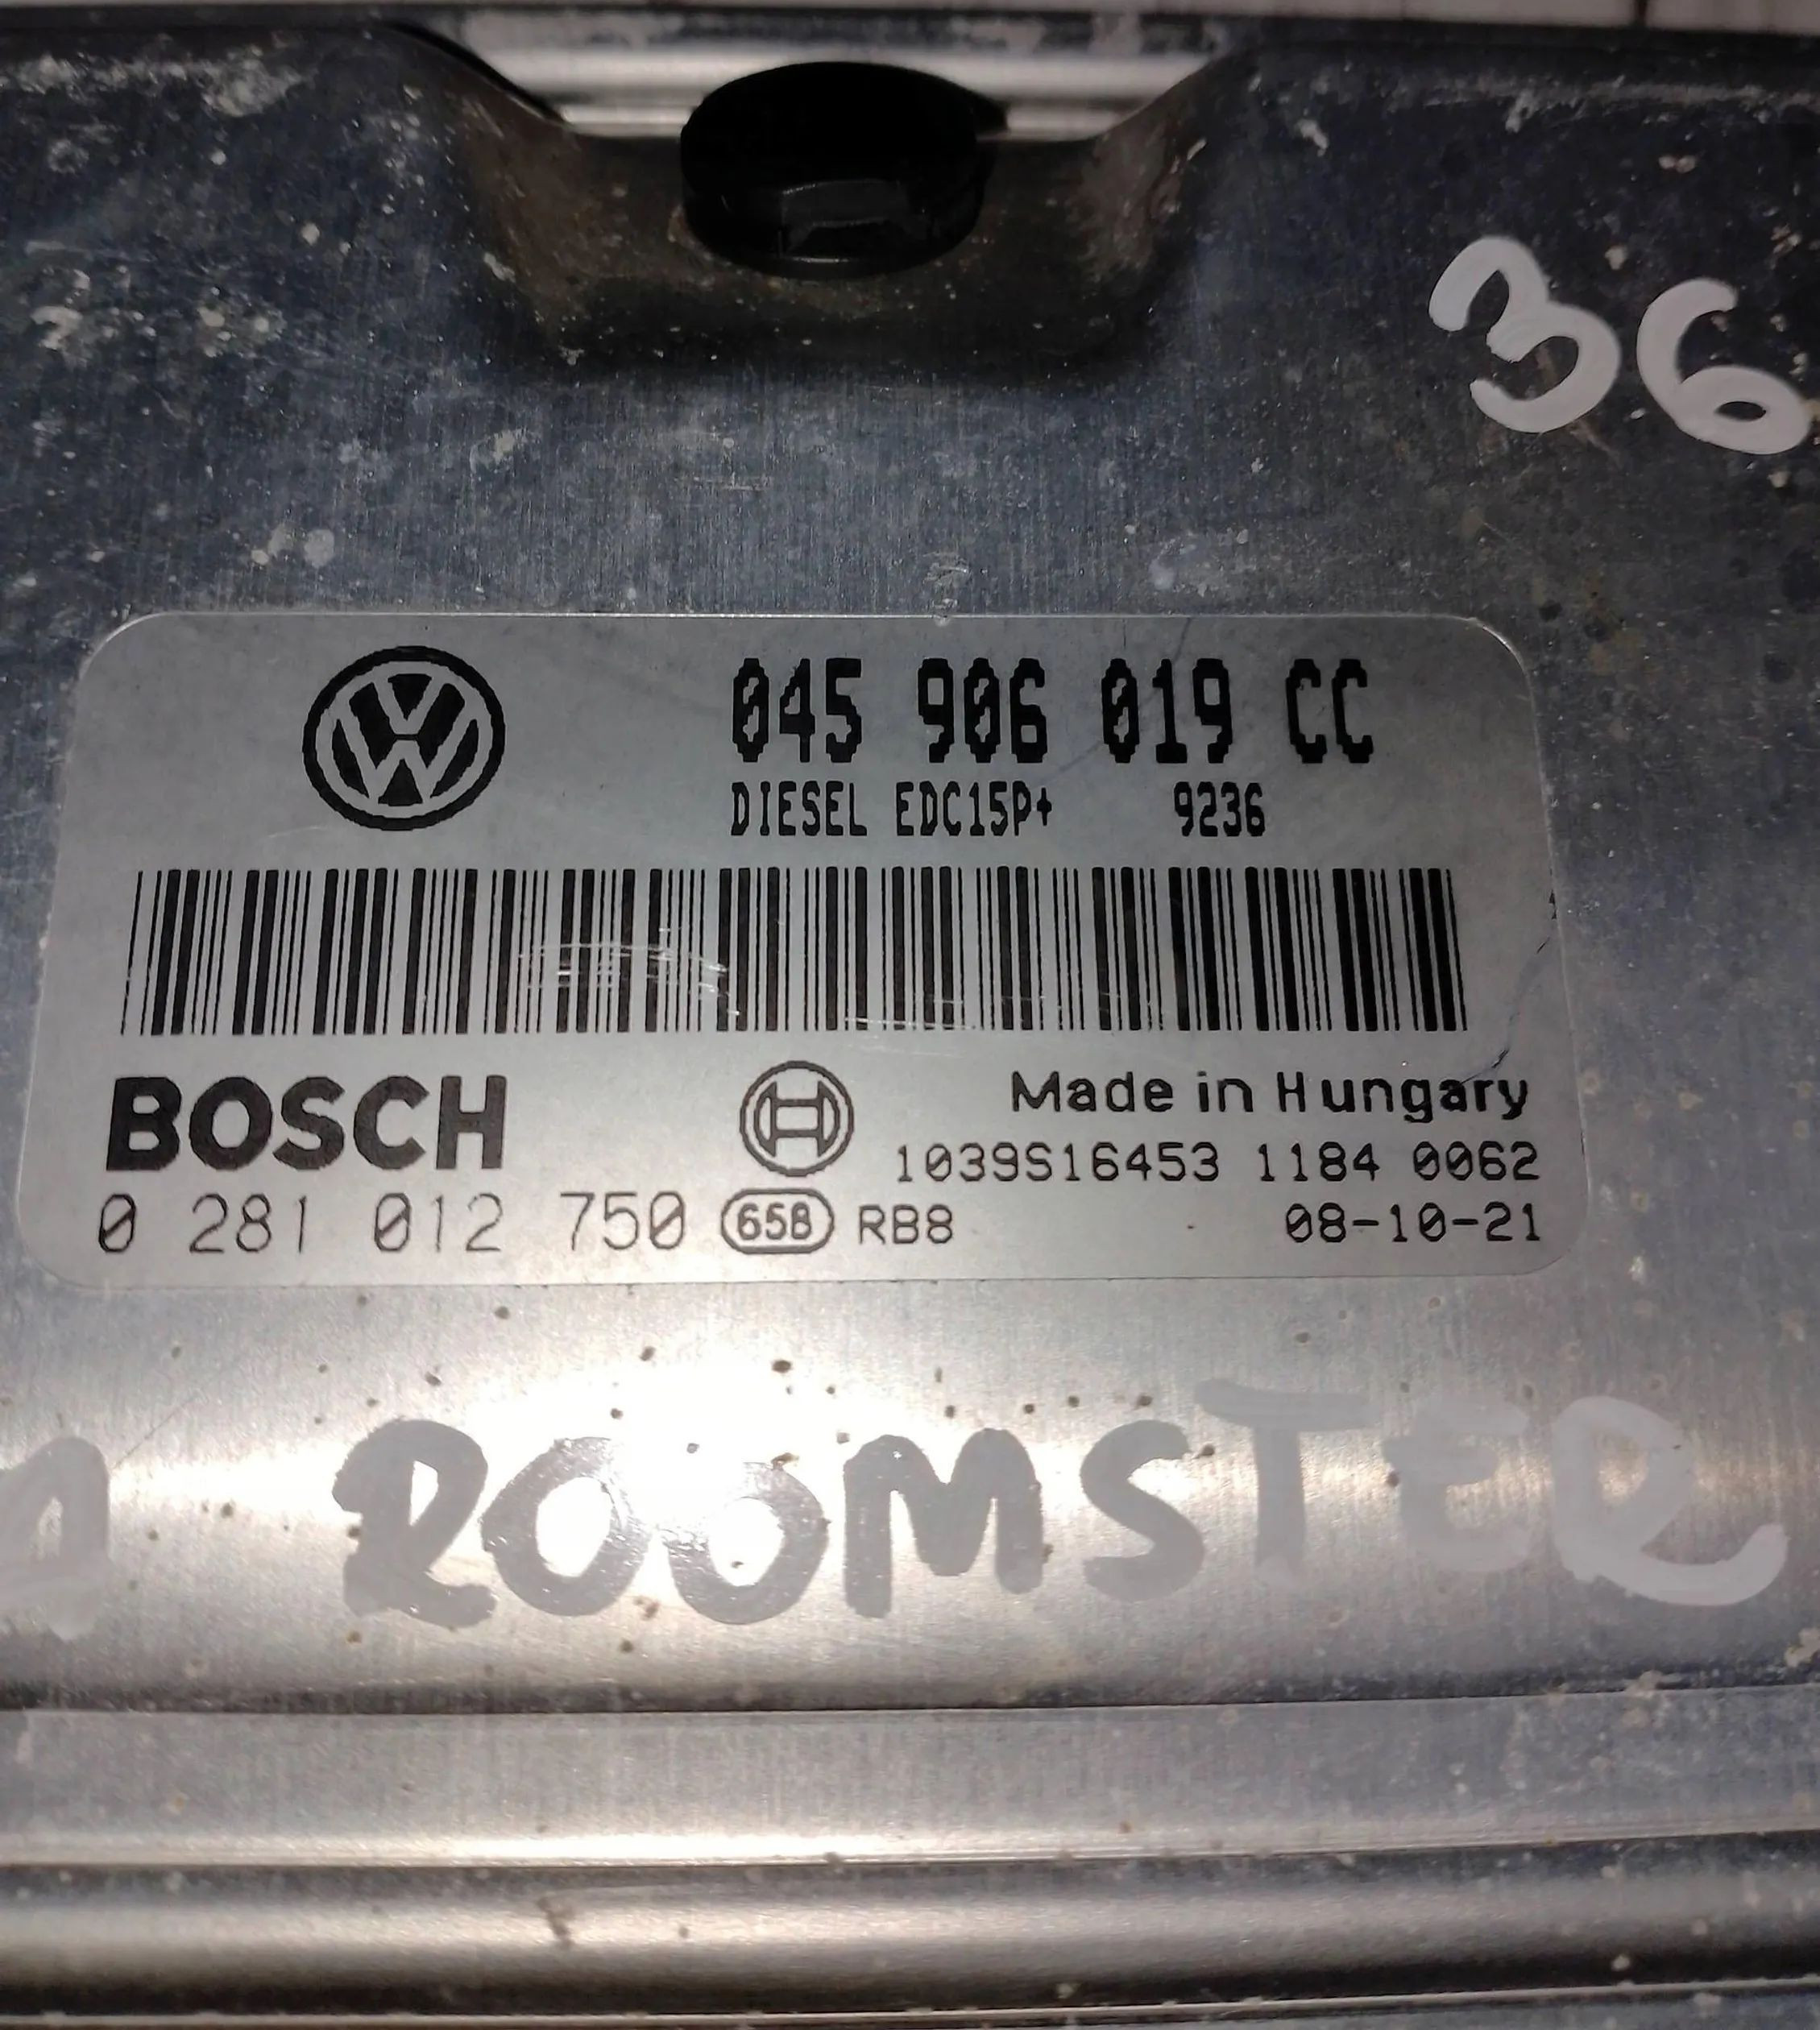 36
045 906 019 CC
DIESEL EDC15P+ 9236
BOSCH
Made in Hungary
1039S16453 1184 0062
0 281 012 750 65B RB8 08-10-21
A ROOMSTER